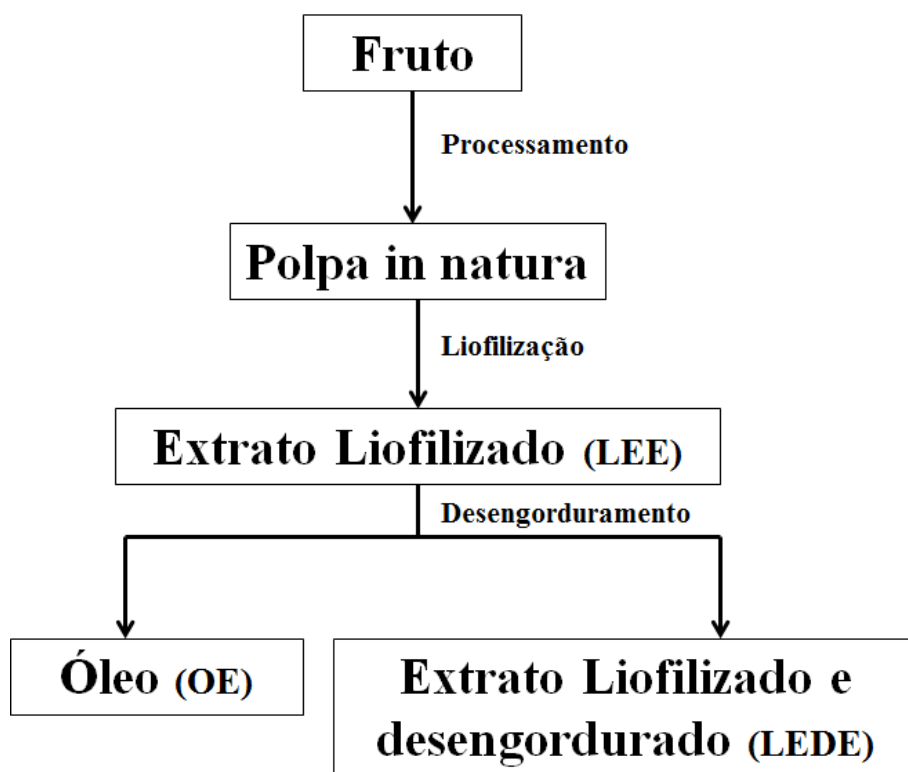 Fruto
Processamento
Polpa in natura
Liofilização
Extrato Liofilizado (LEE)
Desengorduramento
Óleo (OE)
Extrato Liofilizado e
desengordurado (LEDE)